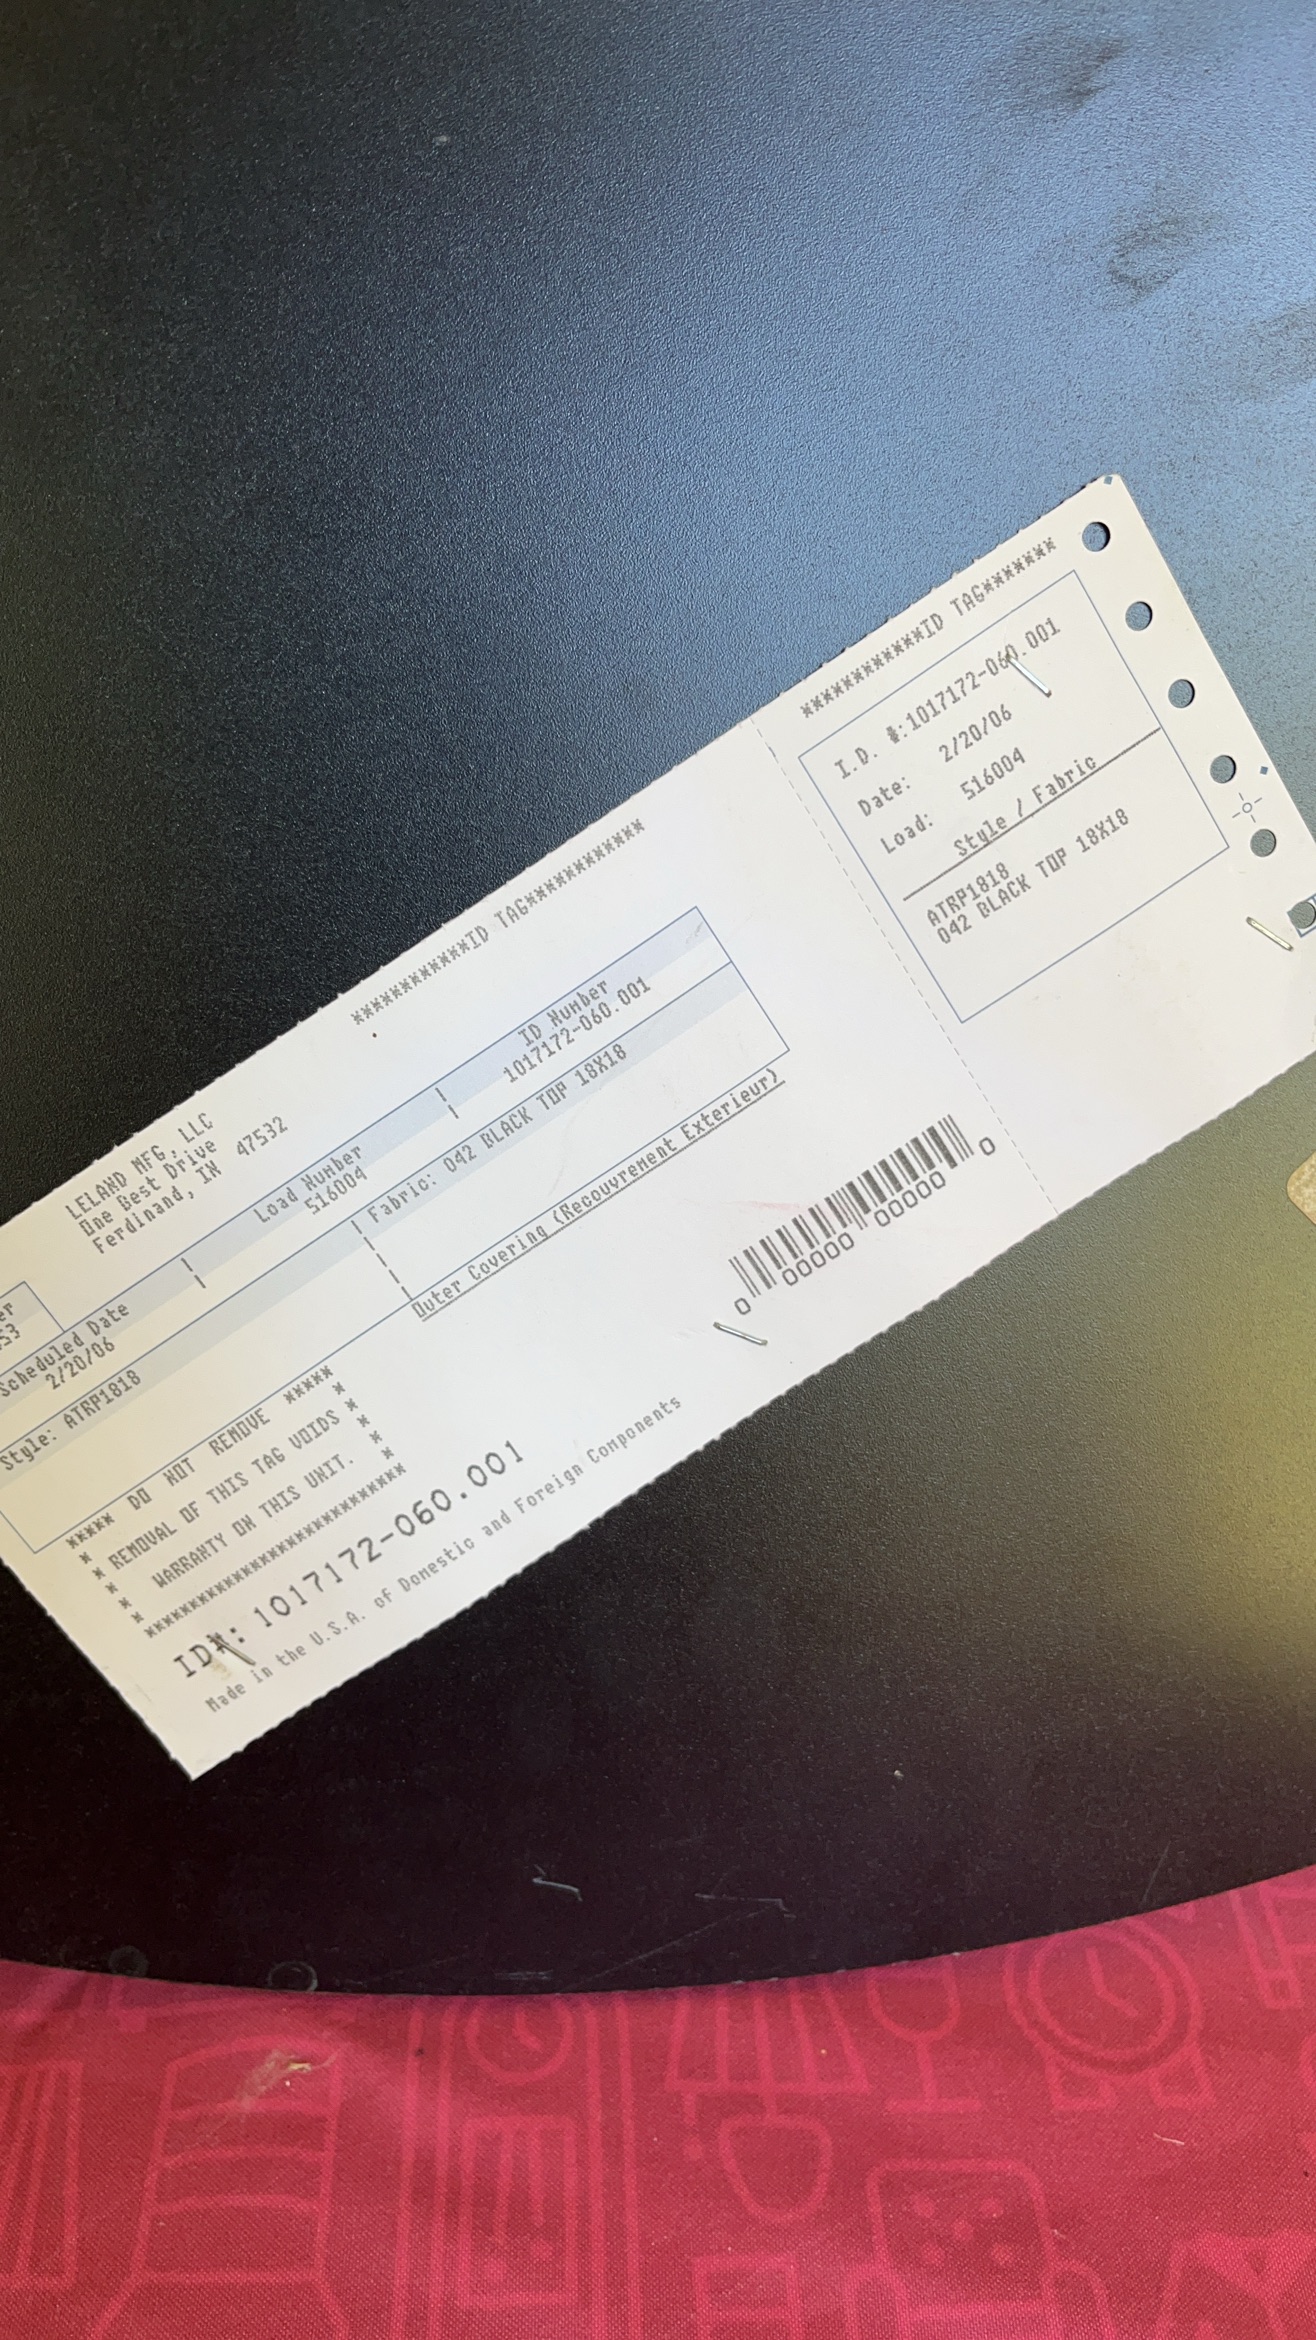 LELAND MFG, LLC
One Best Drive
Ferdinand, IN 47532
***********ID TAG************
Scheduled Date
2/20/06
Load Number
516004
ID Number
1017172-060.001
Style: ATRP1818
Fabric: 042 BLACK TOP 18X18
Outer Covering (Recouvrement Exterieur)
***** DO NOT REMOVE *****
* *
* REMOVAL OF THIS TAG VOIDS *
* WARRANTY ON THIS UNIT. *
* *
***************************
ID#: 1017172-060.001
Made in the U.S.A. of Domestic and Foreign Components
0 00000 00000 0
************ID TAG*******
I.D. #:1017172-060.001
Date: 2/20/06
Load: 516004
Style / Fabric
ATRP1818
042 BLACK TOP 18X18